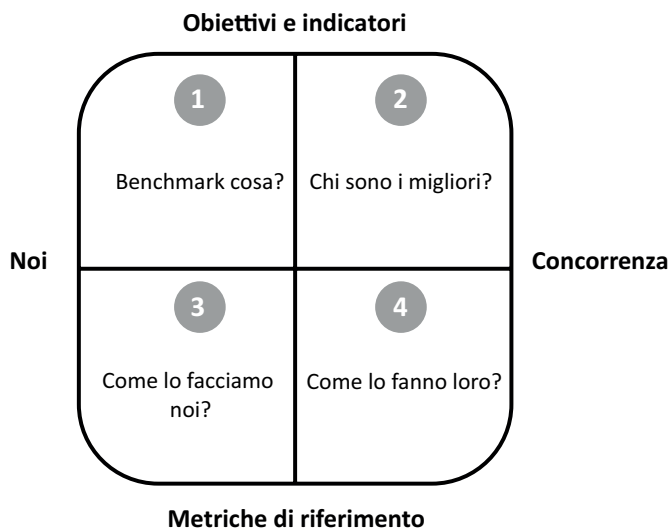 Obiettivi e indicatori
1
2
Benchmark cosa?
Chi sono i migliori?
Noi
Concorrenza
3
4
Come lo facciamo
noi?
Come lo fanno loro?
Metriche di riferimento